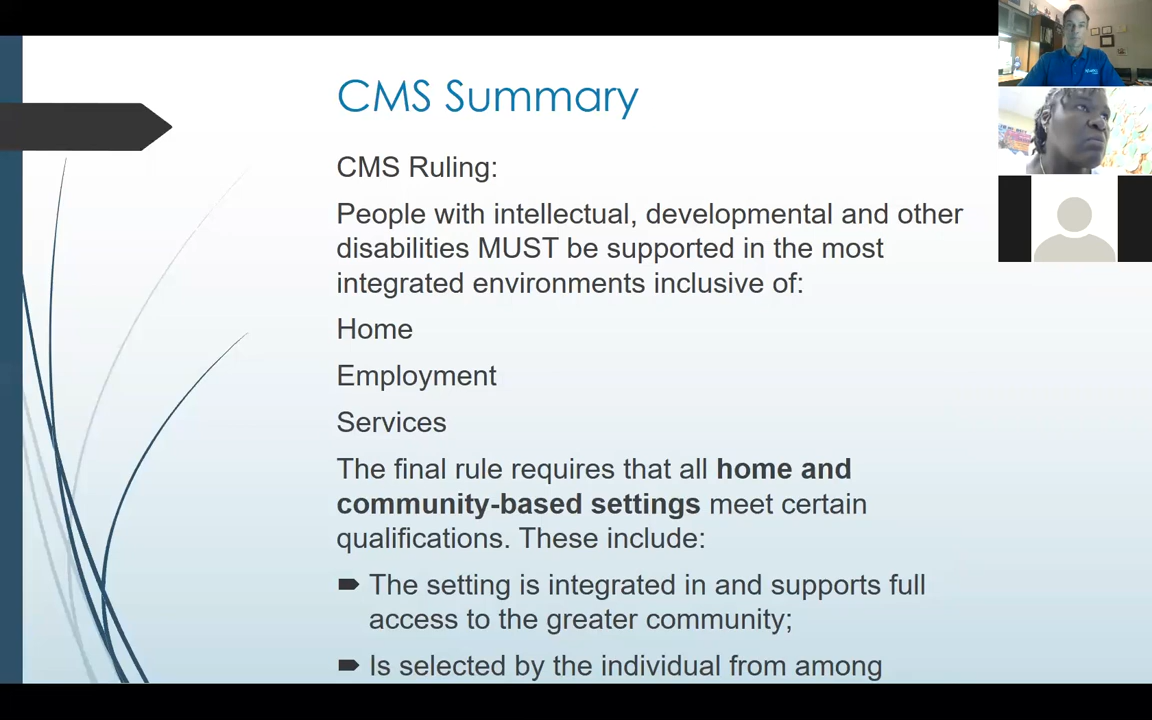 CMS Summary
CMS Ruling:
People with intellectual, developmental and other
disabilities MUST be supported in the most
integrated environments inclusive of:
Home
Employment
Services
The final rule requires that all home and
community-based settings meet certain
qualifications. These include:
The setting is integrated in and supports full
access to the greater community;
Is selected by the individual from among